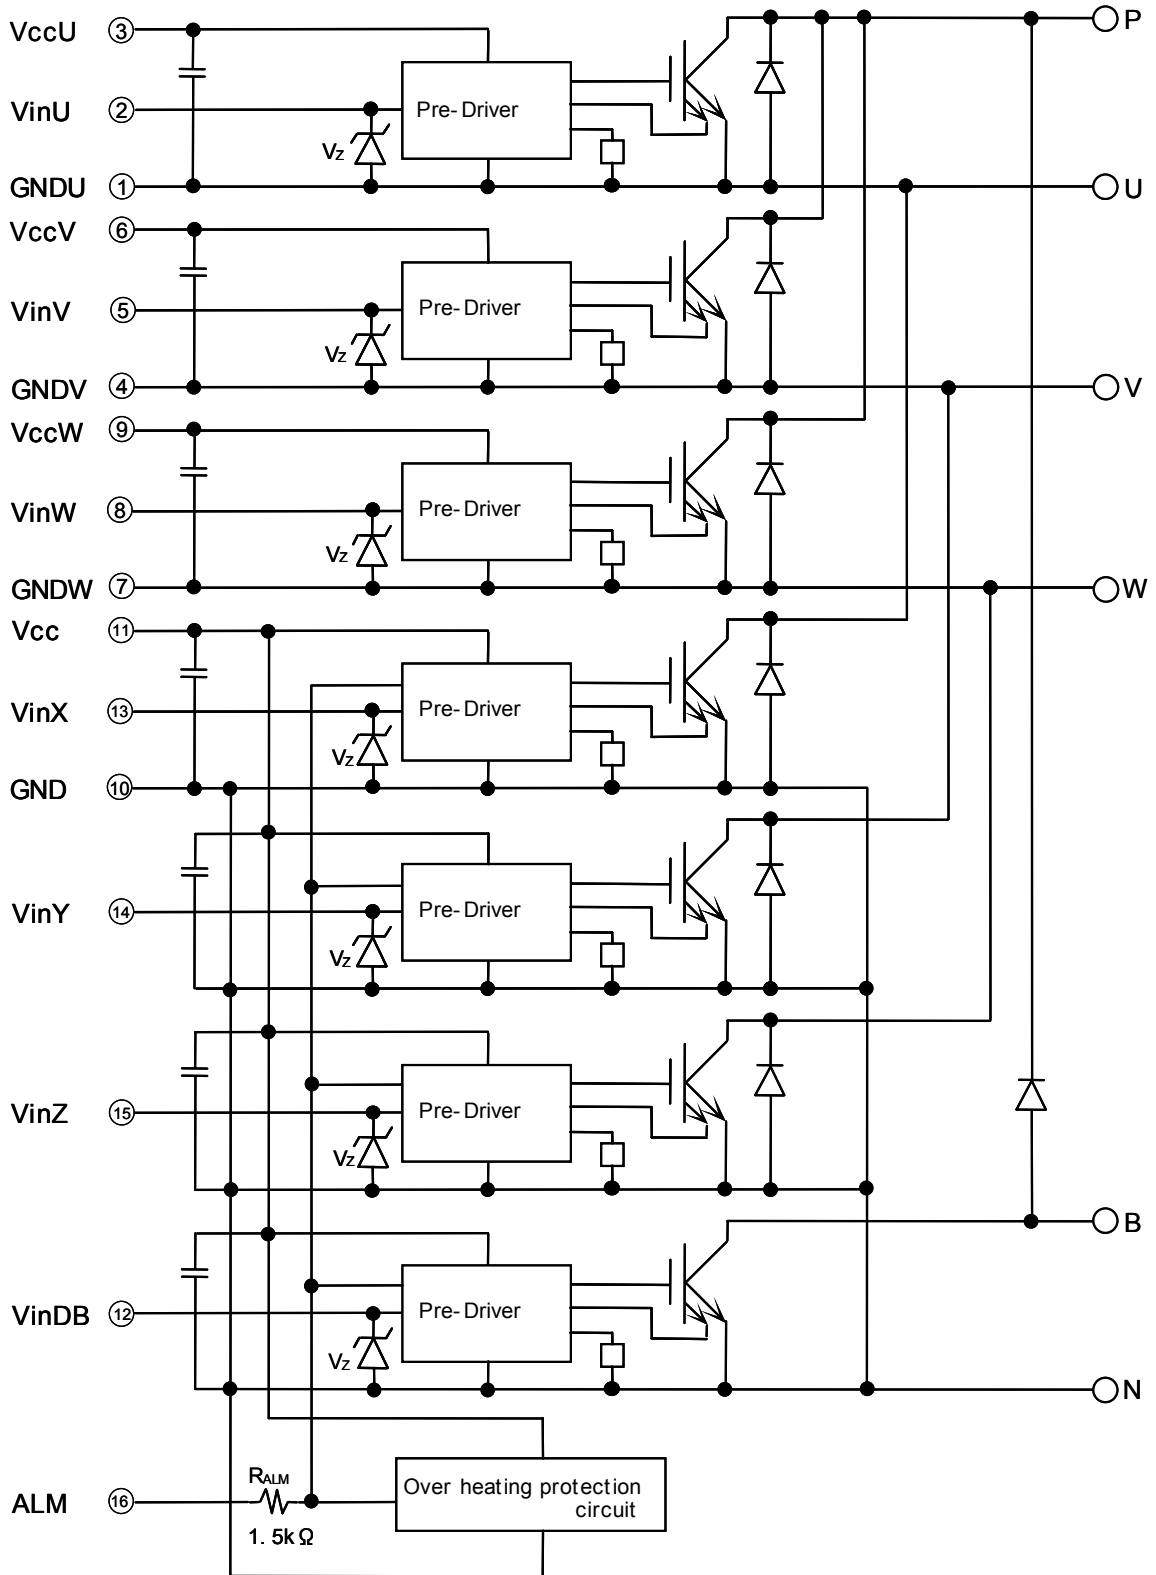 VccU ③ P
VinU ② Pre-Driver
Vz
GNDU ① U
VccV ⑥
VinV ⑤ Pre-Driver
Vz
GNDV ④ V
VccW ⑨
VinW ⑧ Pre-Driver
Vz
GNDW ⑦ W
Vcc ⑪
VinX ⑬ Pre-Driver
Vz
GND ⑩
VinY ⑭ Pre-Driver
Vz
VinZ ⑮ Pre-Driver
Vz
B
VinDB ⑫ Pre-Driver
Vz
N
RALM
Over heating protection
circuit
ALM ⑯
1.5kΩ